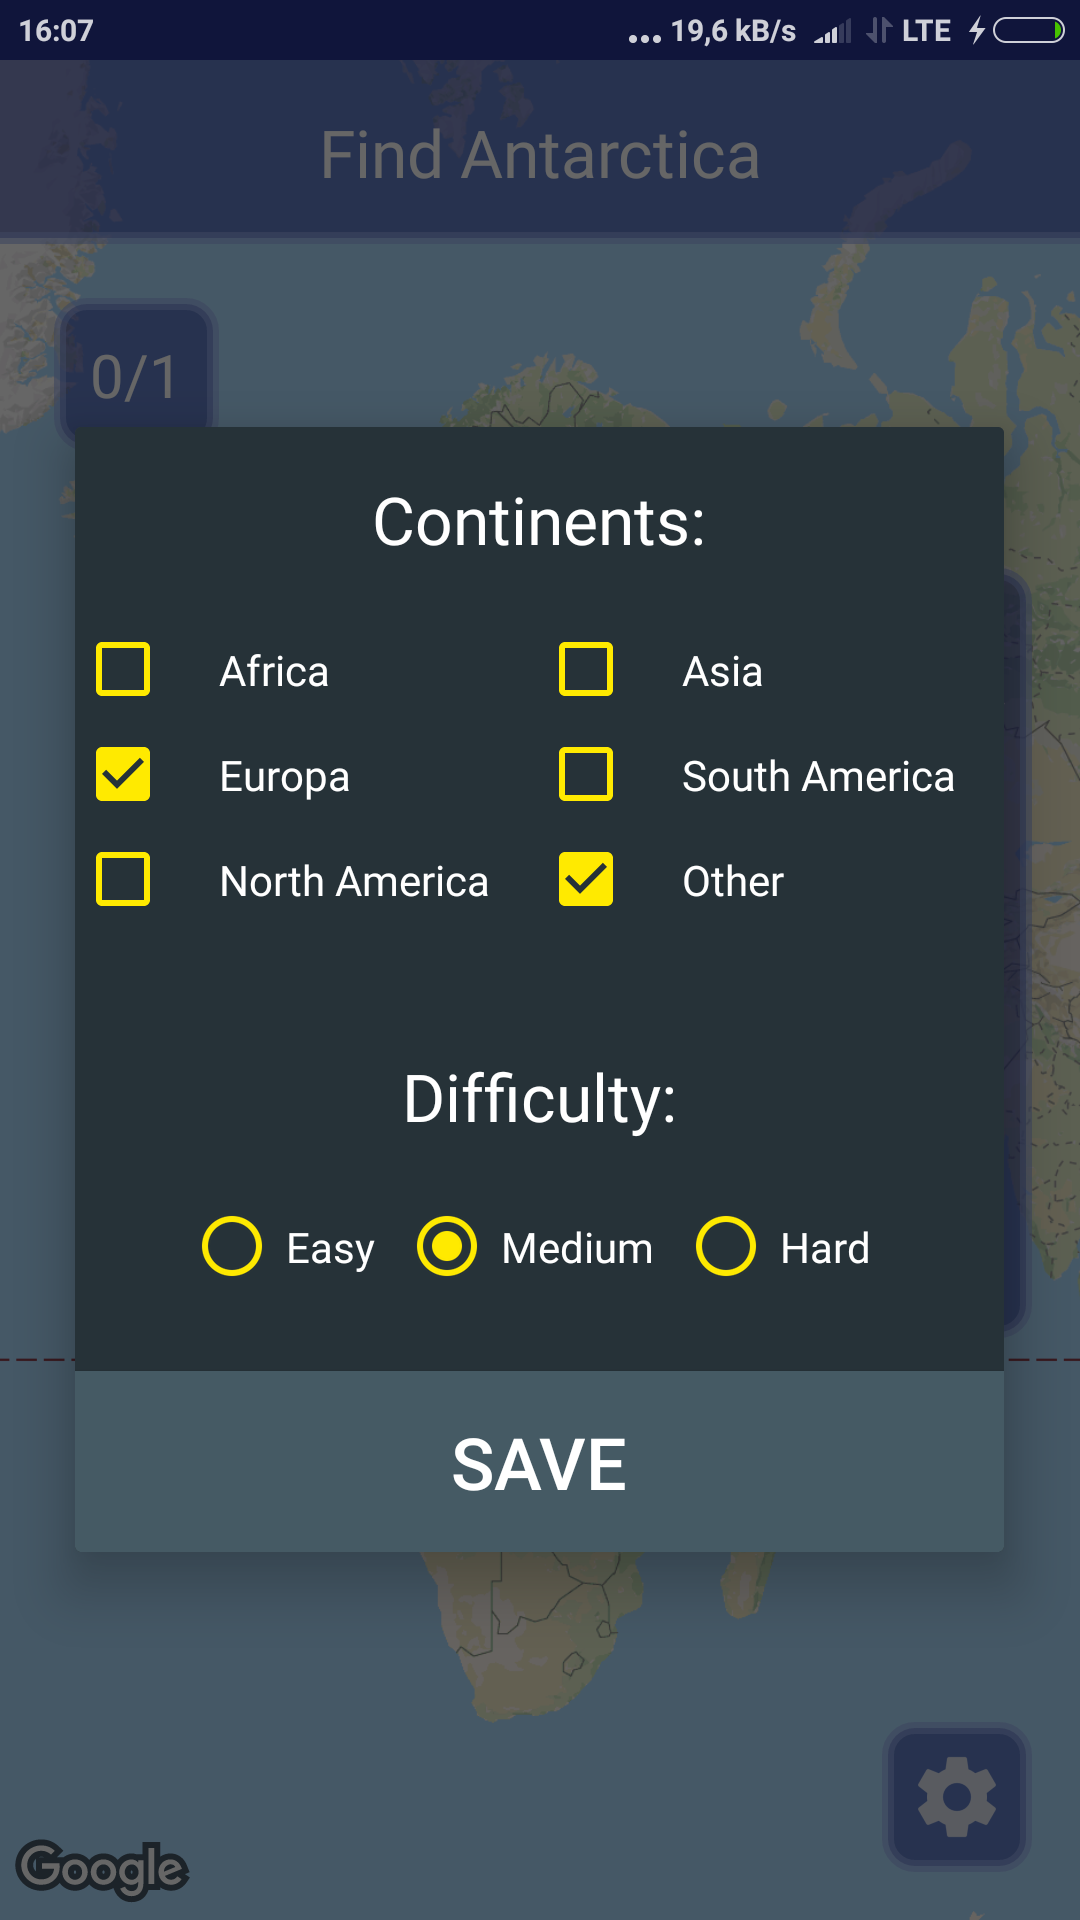 16:07 ... 19,6 kB/s LTE
Find Antarctica
0/1
Continents:
Africa Asia
Europa South America
North America Other
Difficulty:
Easy Medium Hard
SAVE
Google